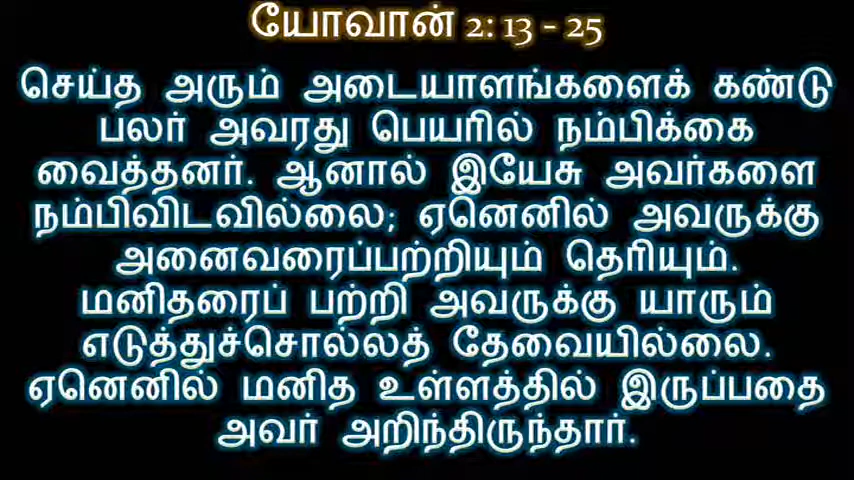 யோவான் 2: 13 - 25
செய்த அரும் அடையாளங்களைக் கண்டு
பலர் அவரது பெயரில் நம்பிக்கை
வைத்தனர். ஆனால் இயேசு அவர்களை
நம்பிவிடவில்லை; ஏனெனில் அவருக்கு
அனைவரைப்பற்றியும் தெரியும்.
மனிதரைப் பற்றி அவருக்கு யாரும்
எடுத்துச்சொல்லத் தேவையில்லை.
ஏனெனில் மனித உள்ளத்தில் இருப்பதை
அவர் அறிந்திருந்தார்.